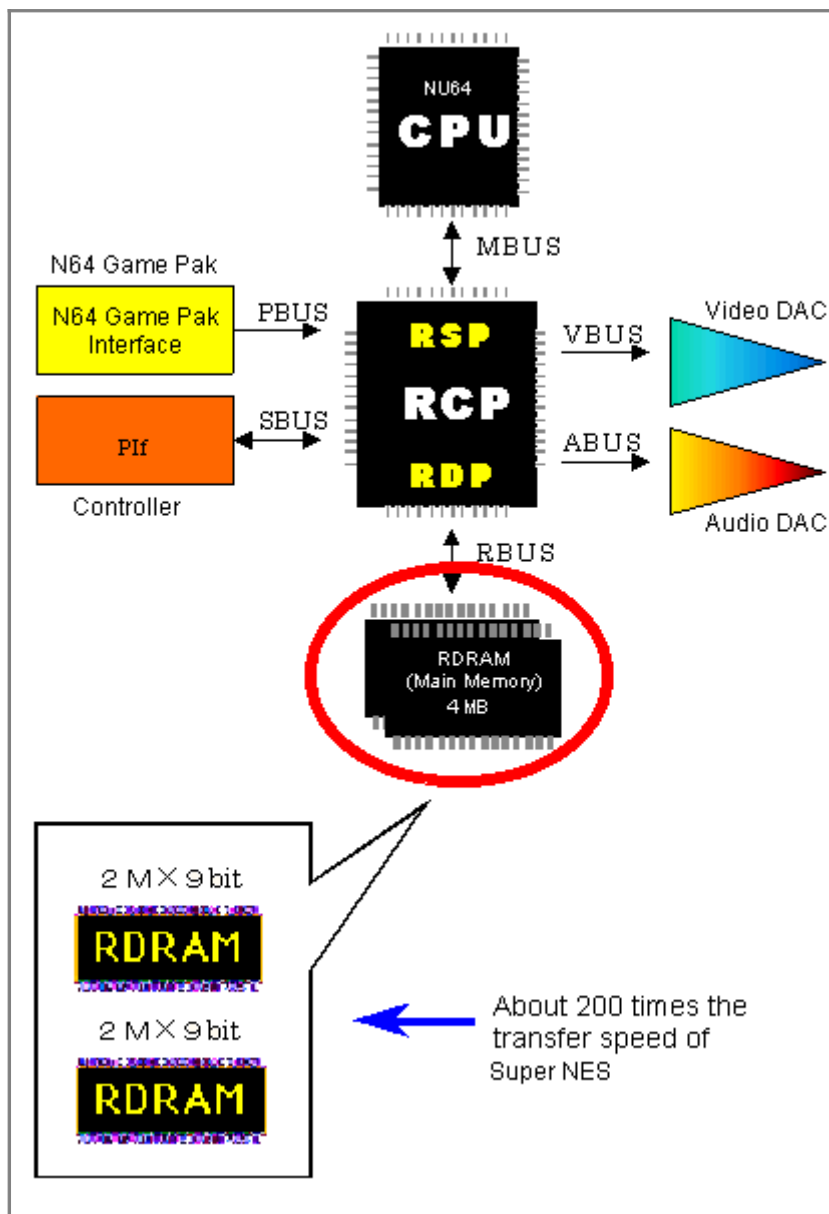 NU64
CPU
MBUS
N64 Game Pak
N64 Game Pak
Interface
PBUS
RSP
RCP
RDP
VBUS
Video DAC
SBUS
PIf
Controller
ABUS
Audio DAC
RBUS
RDRAM
(Main Memory)
4 MB
2 M×9 bit
RDRAM
2 M×9 bit
RDRAM
About 200 times the
transfer speed of
Super NES